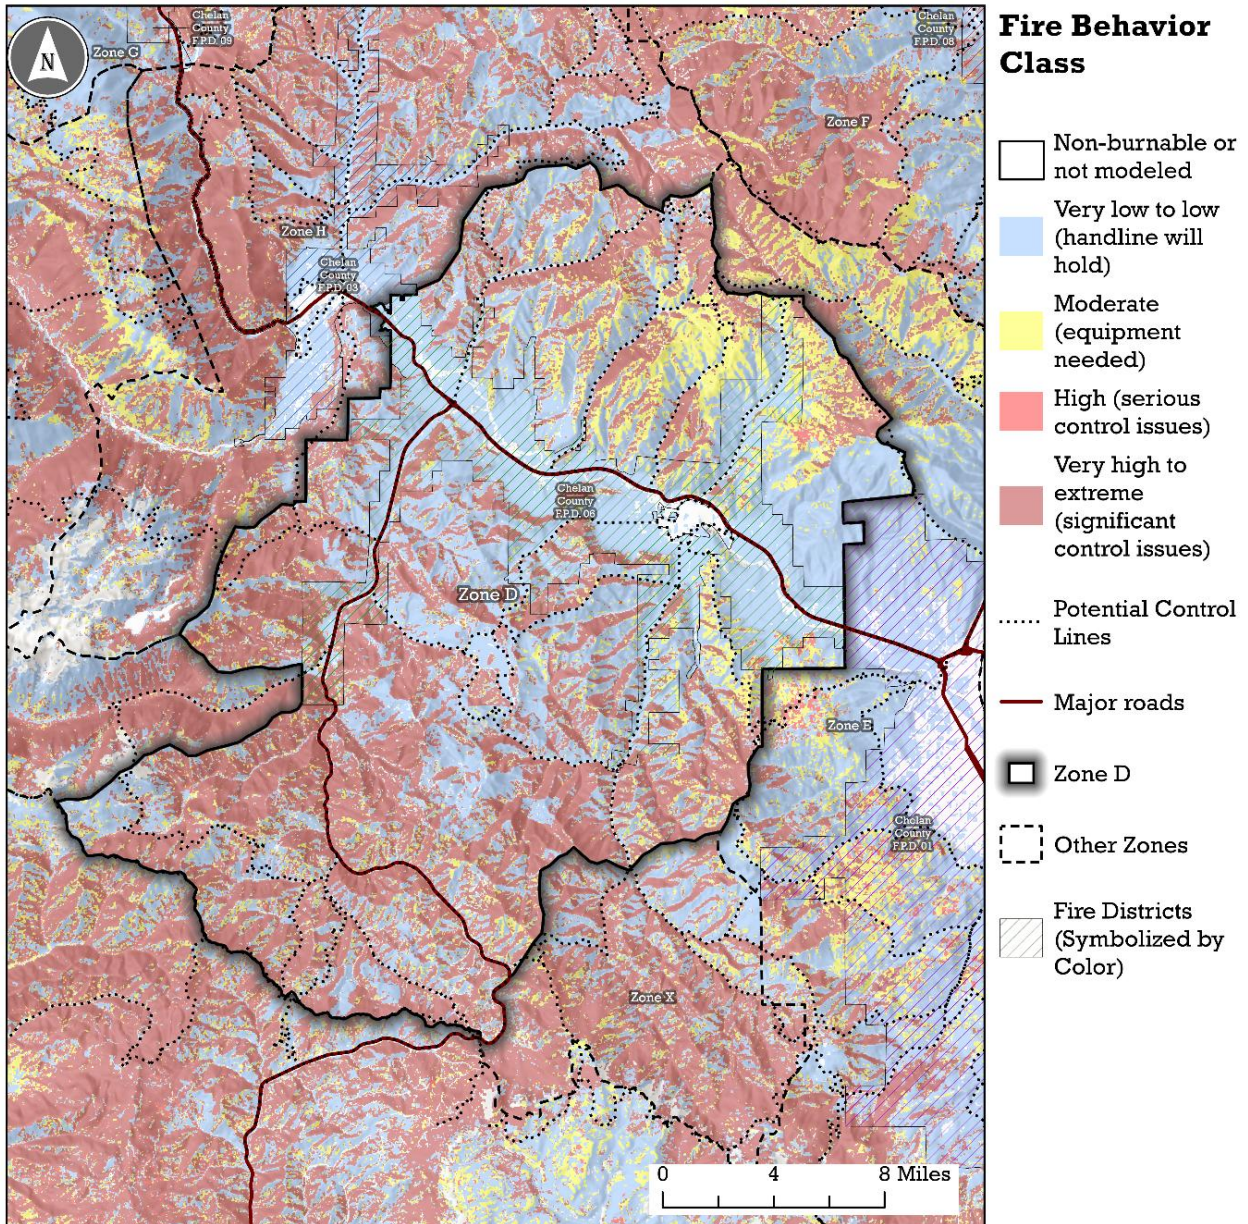 Fire Behavior
Class
Non-burnable or
not modeled
Very low to low
(handline will
hold)
Moderate
(equipment
needed)
High (serious
control issues)
Very high to
extreme
(significant
control issues)
Potential Control
Lines
Major roads
Zone D
Other Zones
Fire Districts
(Symbolized by
Color)
N
Zone G
Chelan
County
F.P.D. 09
Chelan
County
F.P.D. 08
Zone F
Zone H
Chelan
County
F.P.D. 03
Chelan
County
F.P.D. 06
Zone D
Zone E
Chelan
County
F.P.D. 01
Zone X
0 4 8 Miles